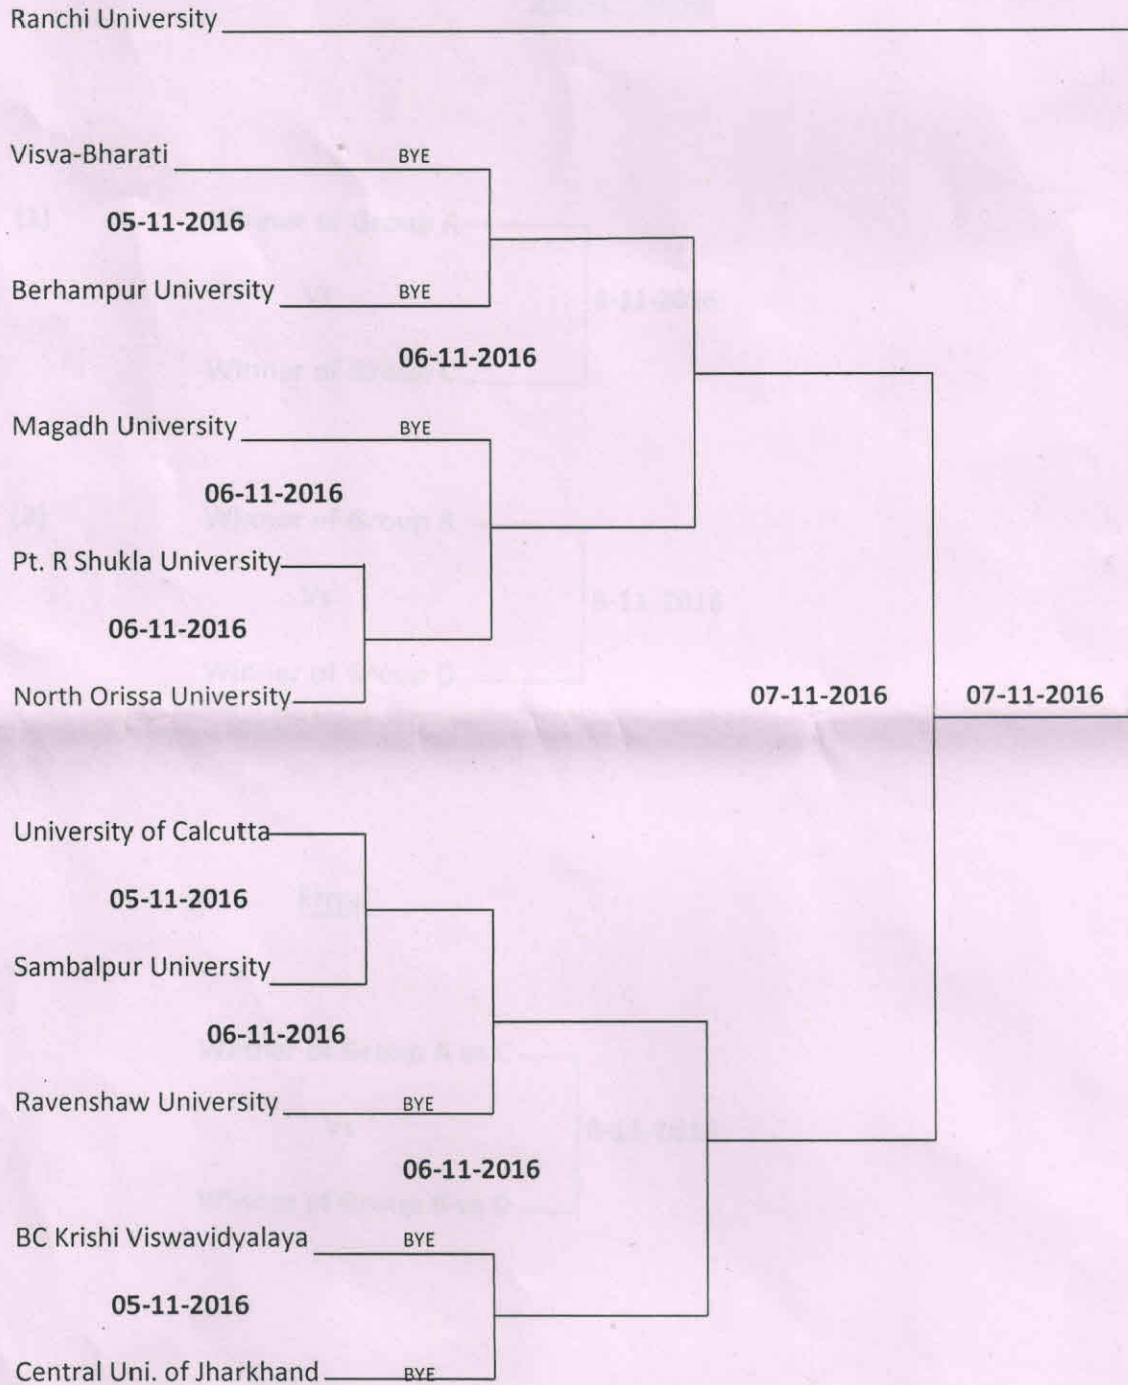 Ranchi University
Visva-Bharati BYE
05-11-2016
Berhampur University BYE
06-11-2016
Magadh University BYE
06-11-2016
Pt. R Shukla University
06-11-2016
North Orissa University
07-11-2016 07-11-2016
University of Calcutta
05-11-2016
Sambalpur University
06-11-2016
Ravenshaw University BYE
06-11-2016
BC Krishi Viswavidyalaya BYE
05-11-2016
Central Uni. of Jharkhand BYE